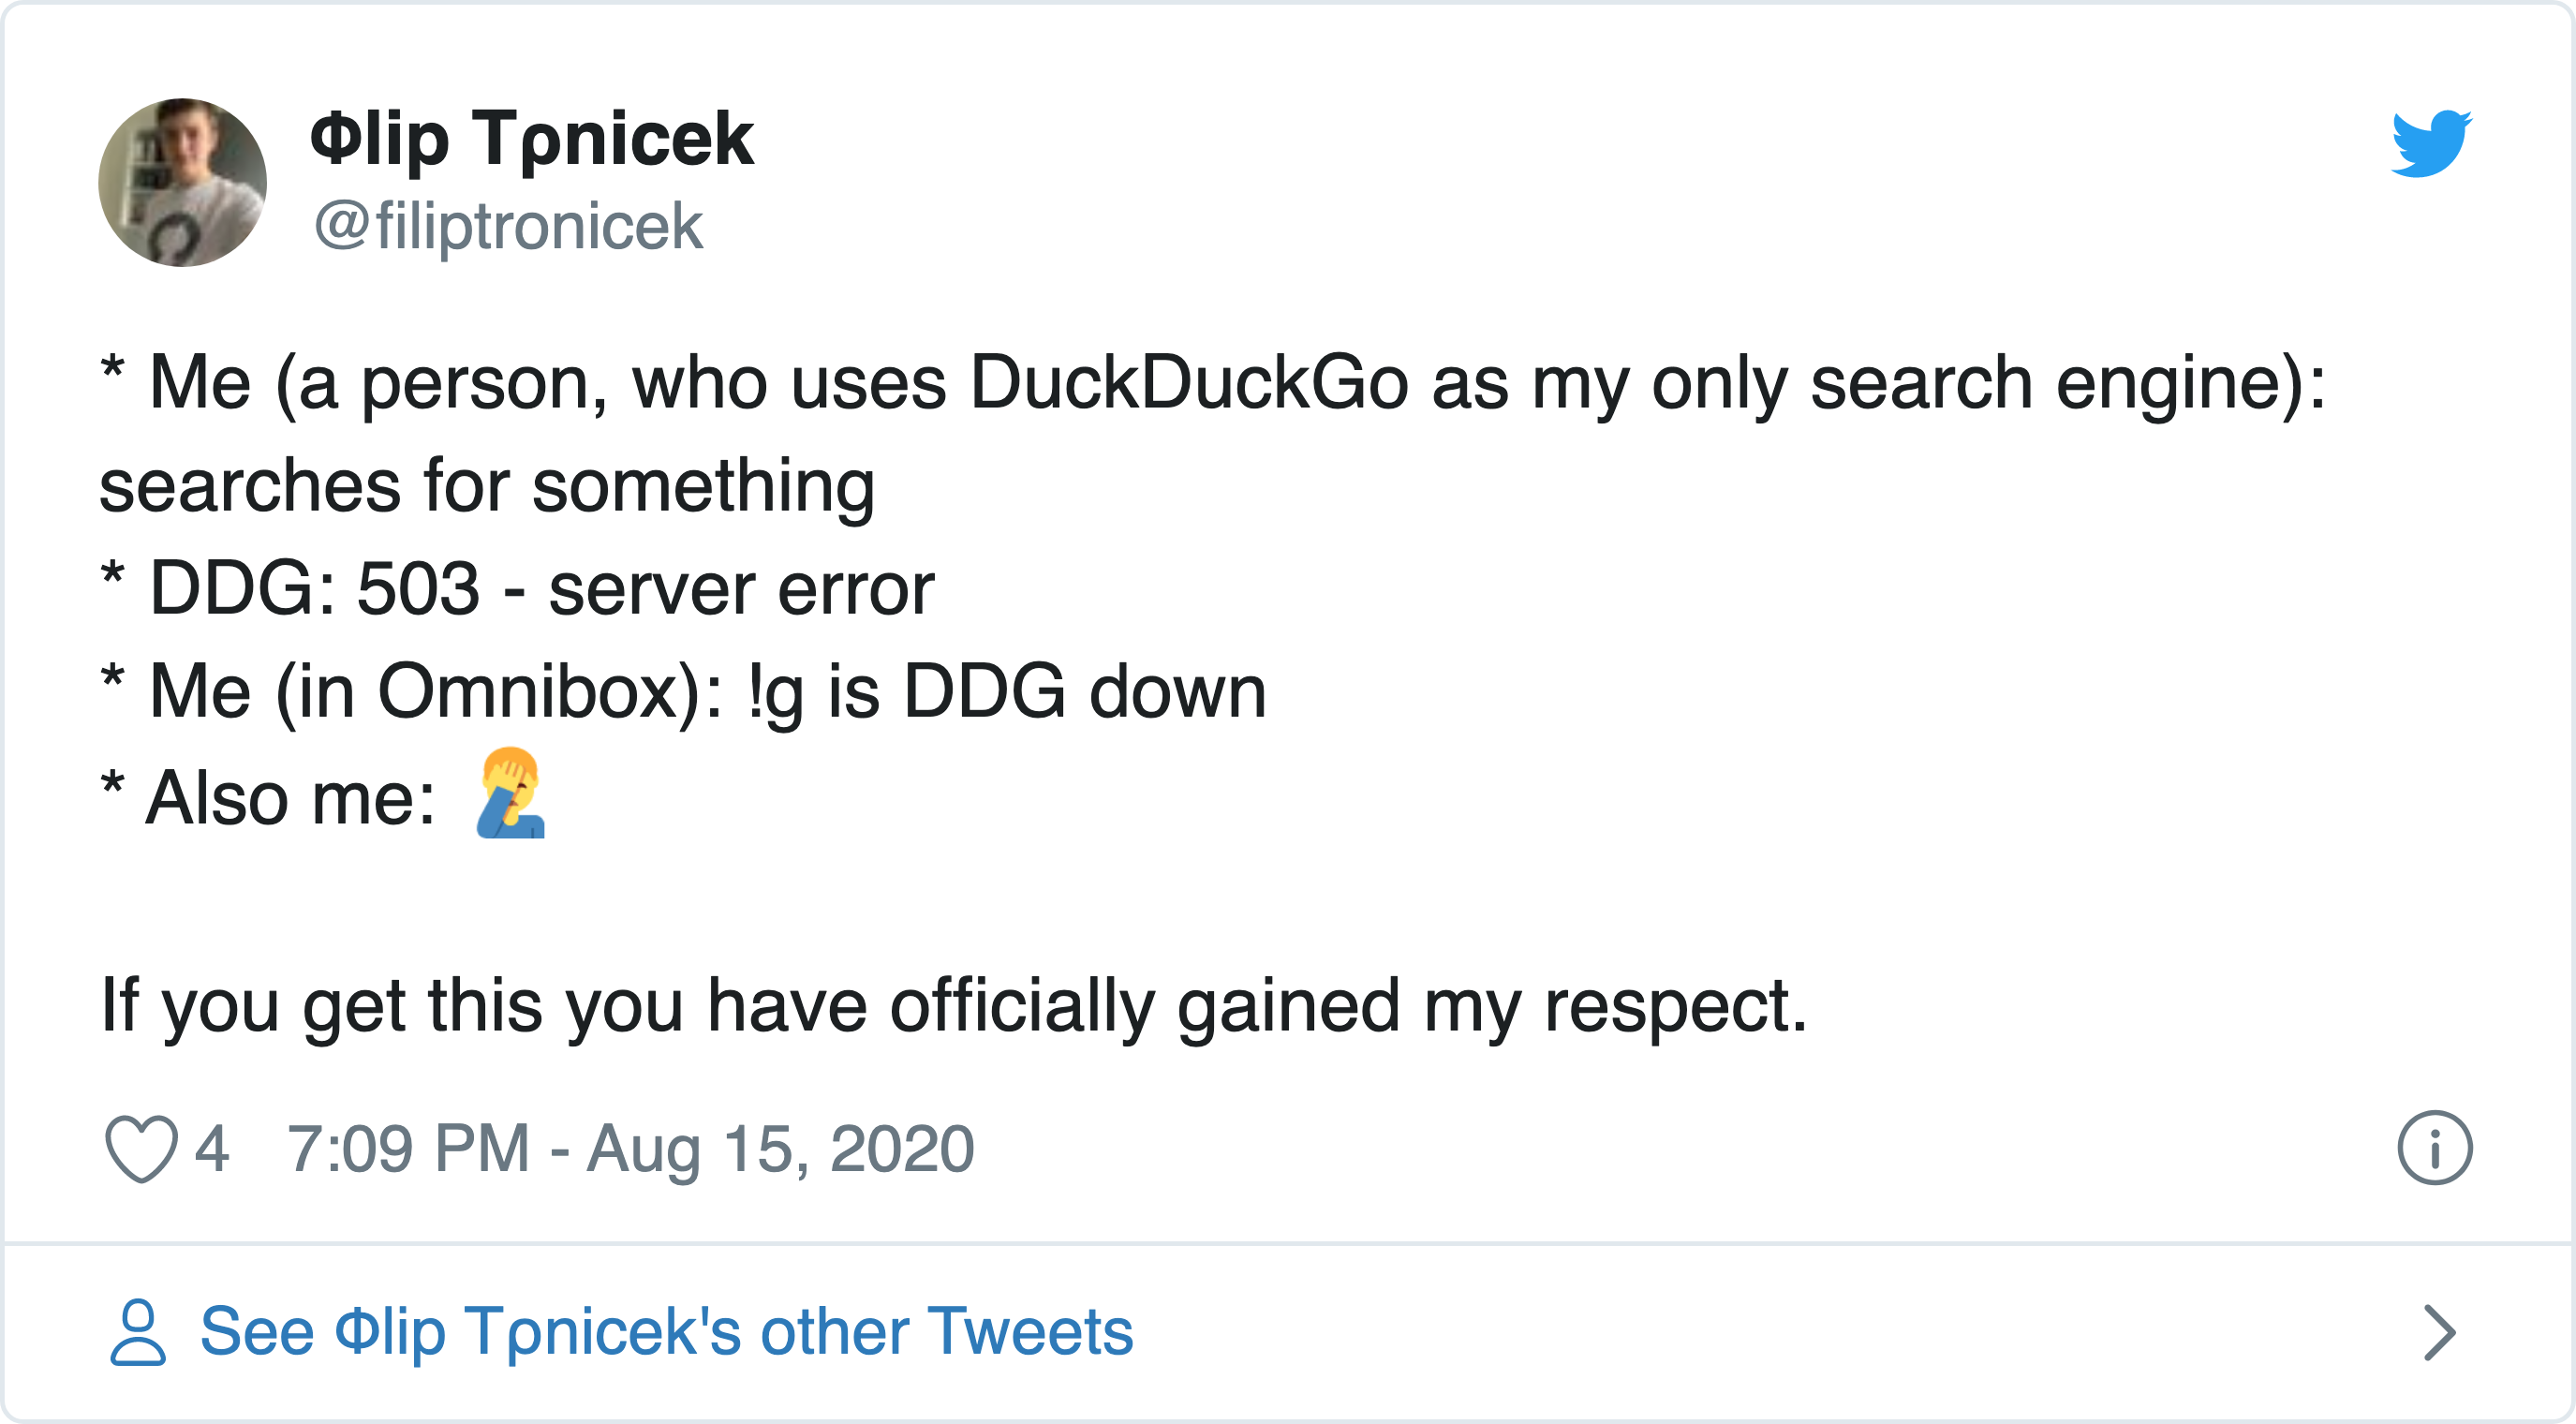 Φlip Tρnicek
@filiptronicek
* Me (a person, who uses DuckDuckGo as my only search engine):
searches for something
* DDG: 503 - server error
* Me (in Omnibox): !g is DDG down
* Also me: 🤦‍♂️
If you get this you have officially gained my respect.
4 7:09 PM - Aug 15, 2020
See Φlip Tρnicek's other Tweets